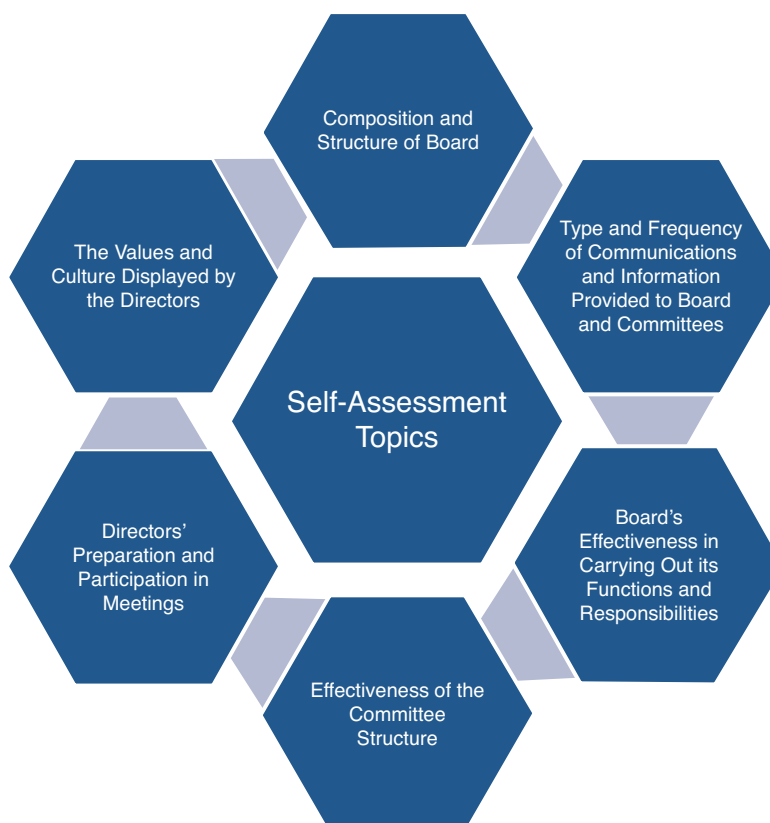 Composition and
Structure of Board
Type and Frequency
of Communications
and Information
Provided to Board
and Committees
Board’s
Effectiveness in
Carrying Out its
Functions and
Responsibilities
Effectiveness of the
Committee
Structure
Directors’
Preparation and
Participation in
Meetings
The Values and
Culture Displayed by
the Directors
Self-Assessment
Topics